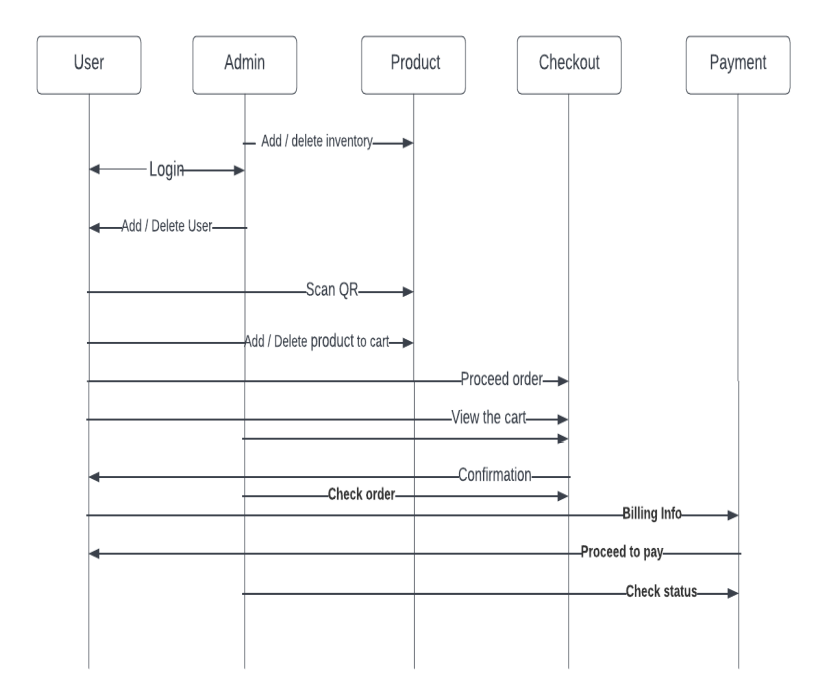 User
Admin
Product
Checkout
Payment
Add / delete inventory
Login
Add / Delete User
Scan QR
Add / Delete product to cart
Proceed order
View the cart
Confirmation
Check order
Billing Info
Proceed to pay
Check status